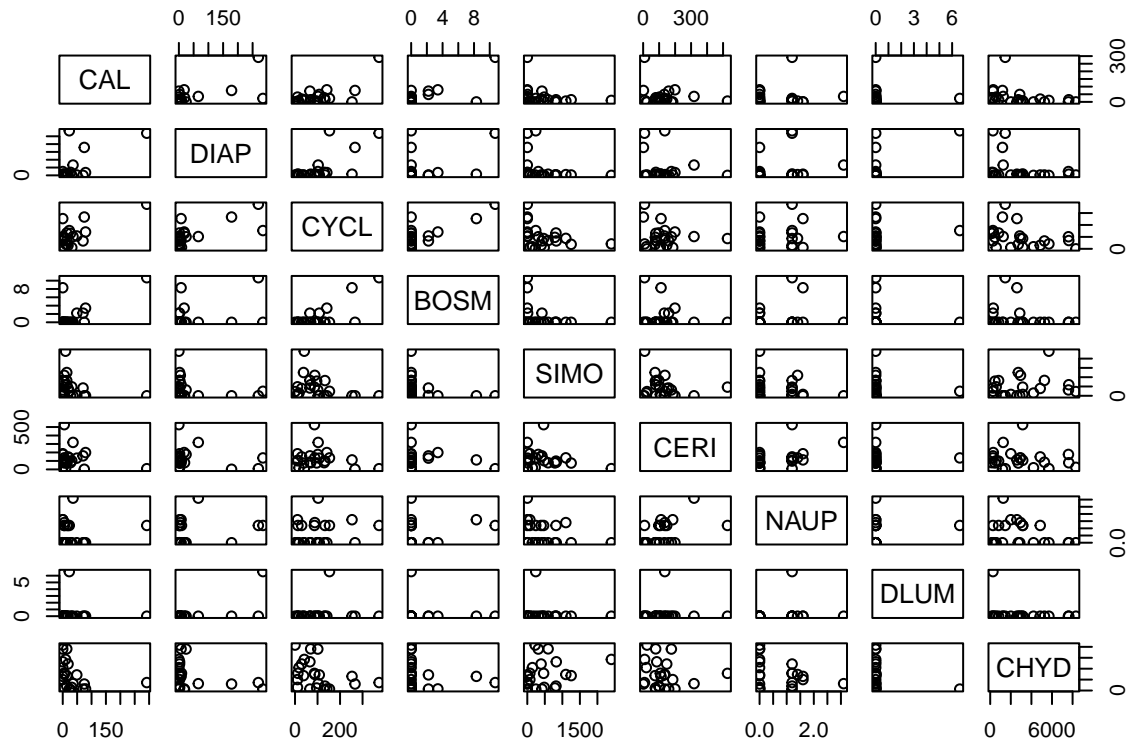 0 150 0 4 8 0 300 0 3 6
CAL 0 300
0 DIAP
CYCL 0
0 8 BOSM
SIMO 0
0 500 CERI
NAUP 0.0
0 5 DLUM
CHYD 0
0 150 0 200 0 1500 0.0 2.0 0 6000